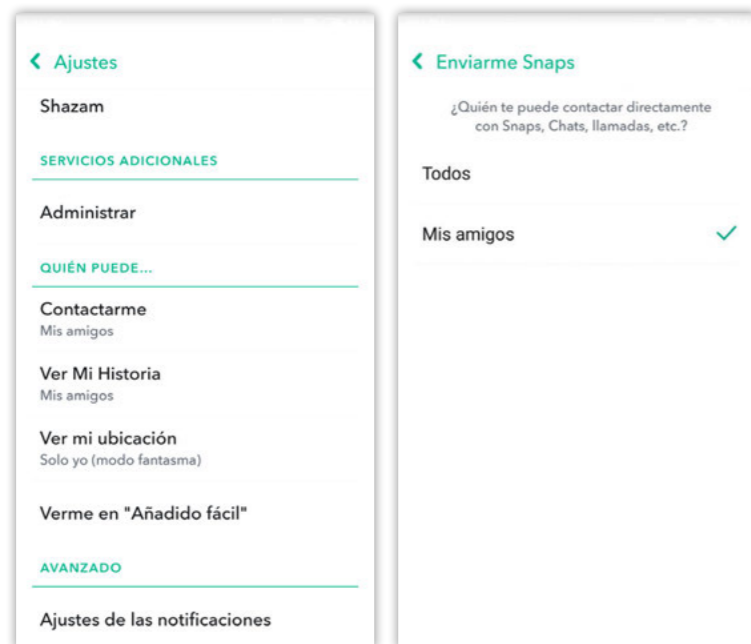 Ajustes
Shazam
SERVICIOS ADICIONALES
Administrar
QUIÉN PUEDE...
Contactarme
Mis amigos
Ver Mi Historia
Mis amigos
Ver mi ubicación
Solo yo (modo fantasma)
Verme en "Añadido fácil"
AVANZADO
Ajustes de las notificaciones
Enviarme Snaps
¿Quién te puede contactar directamente
con Snaps, Chats, llamadas, etc.?
Todos
Mis amigos